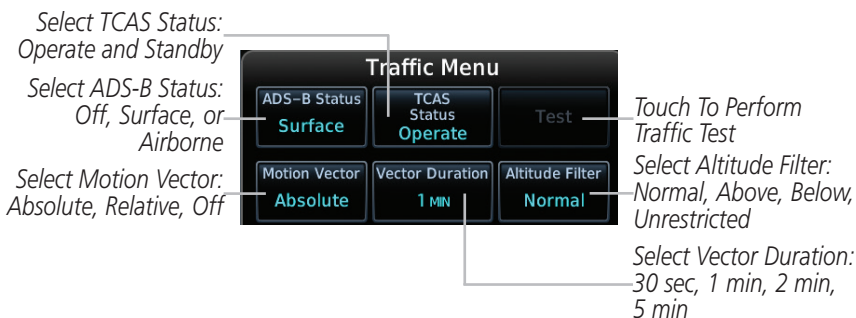 Select TCAS Status:
Operate and Standby
Select ADS-B Status:
Off, Surface, or
Airborne
Select Motion Vector:
Absolute, Relative, Off
Traffic Menu
ADS-B Status
Surface
TCAS
Status
Operate
Test
Motion Vector
Absolute
Vector Duration
1 MIN
Altitude Filter
Normal
Touch To Perform
Traffic Test
Select Altitude Filter:
Normal, Above, Below,
Unrestricted
Select Vector Duration:
30 sec, 1 min, 2 min,
5 min